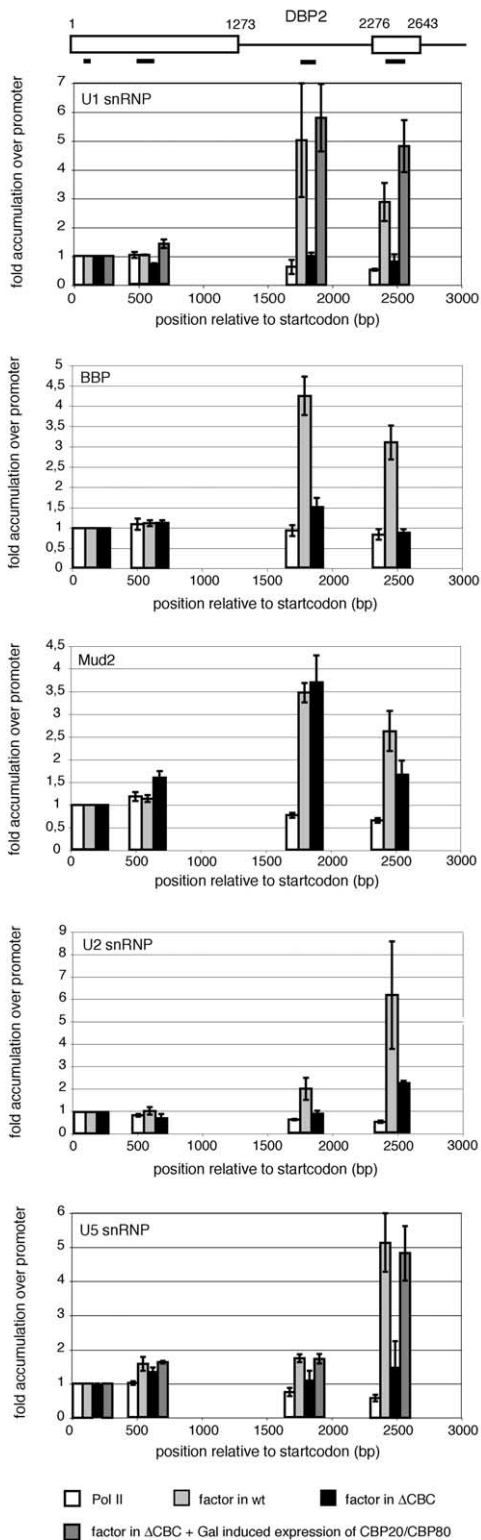 DBP2
1 1273 2276 2643
U1 snRNP
fold accumulation over promoter
7
6
5
4
3
2
1
0
0 500 1000 1500 2000 2500 3000
position relative to startcodon (bp)
BBP
fold accumulation over promoter
5
4,5
4
3,5
3
2,5
2
1,5
1
0,5
0
0 500 1000 1500 2000 2500 3000
position relative to startcodon (bp)
Mud2
fold accumulation over promoter
4,5
4
3,5
3
2,5
2
1,5
1
0,5
0
0 500 1000 1500 2000 2500 3000
position relative to startcodon (bp)
U2 snRNP
fold accumulation over promoter
9
8
7
6
5
4
3
2
1
0
0 500 1000 1500 2000 2500 3000
position relative to startcodon (bp)
U5 snRNP
fold accumulation over promoter
6
5
4
3
2
1
0
0 500 1000 1500 2000 2500 3000
position relative to startcodon (bp)
Pol II factor in wt factor in ΔCBC
factor in ΔCBC + Gal induced expression of CBP20/CBP80